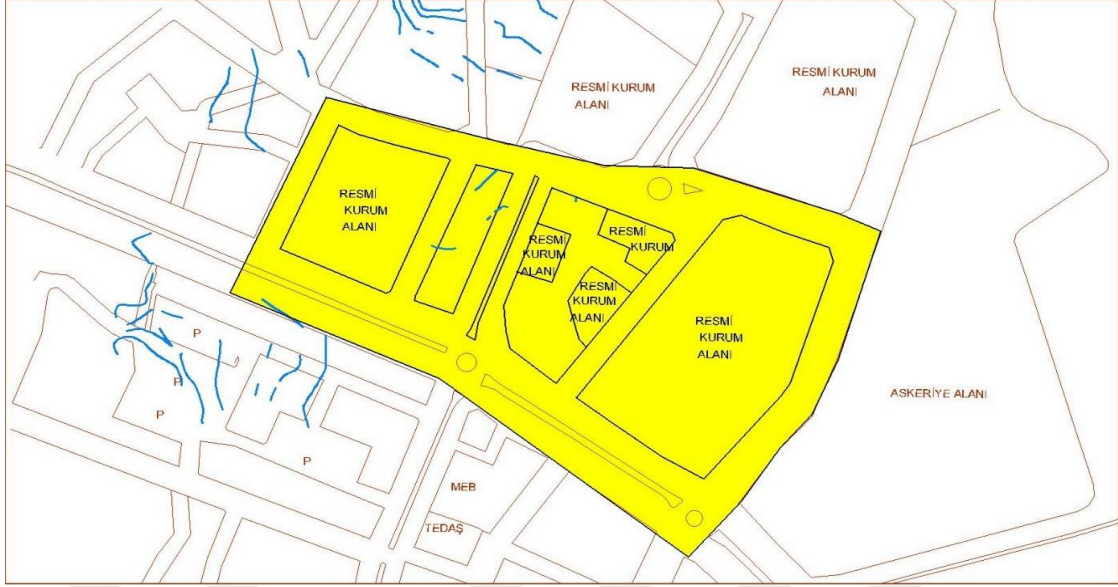 RESMİ KURUM
ALANI
RESMİ KURUM
ALANI
RESMİ
KURUM
ALANI
RESMİ
KURUM
RESMİ
KURUM
ALANI
RESMİ
KURUM
ALANI
RESMİ
KURUM
ALANI
ASKERİYE ALANI
P
P
P
P
MEB
TEDAŞ